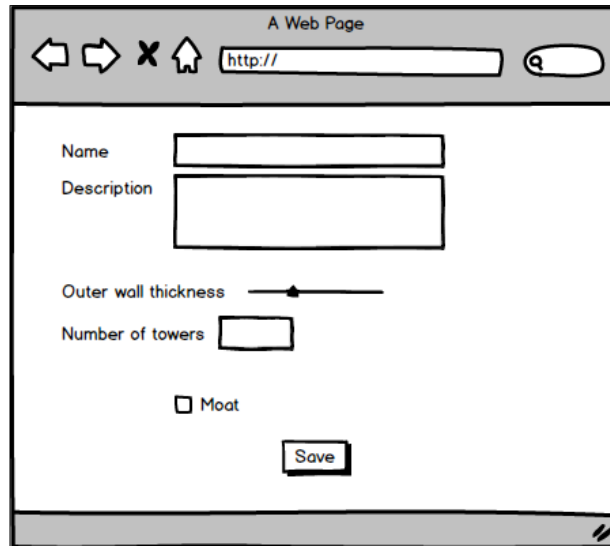 A Web Page
http://
Name
Description
Outer wall thickness
Number of towers
Moat
Save